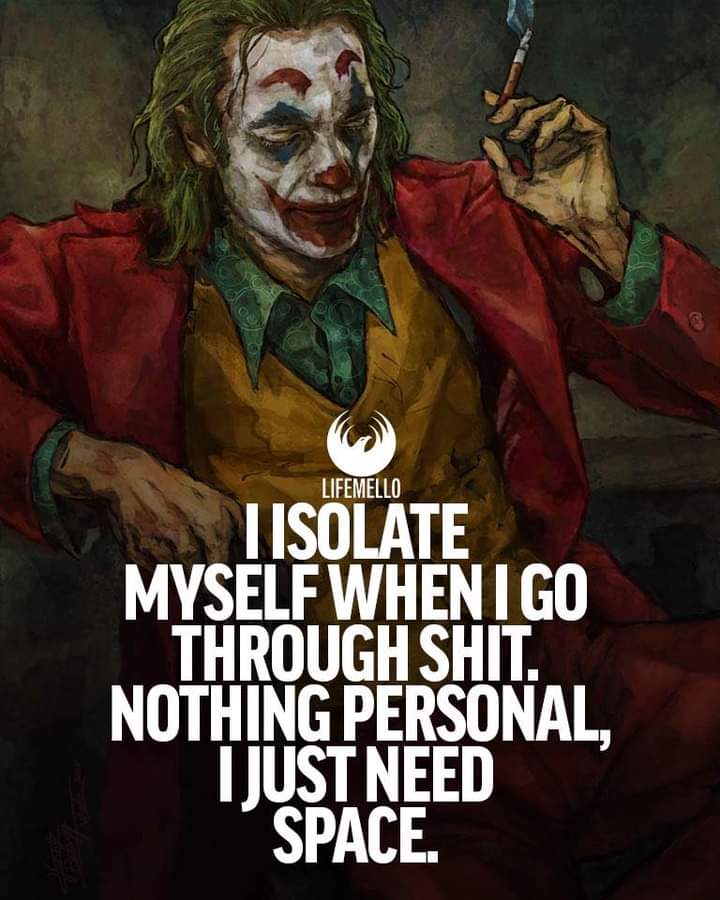 LIFEMELLO
I ISOLATE
MYSELF WHEN I GO
THROUGH SHIT.
NOTHING PERSONAL,
I JUST NEED
SPACE.